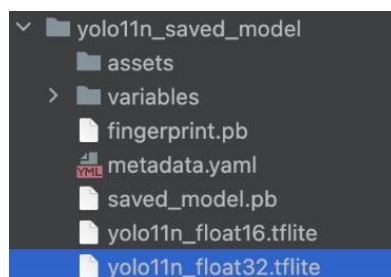 yolo11n_saved_model
assets
variables
fingerprint.pb
YML metadata.yaml
saved_model.pb
yolo11n_float16.tflite
yolo11n_float32.tflite